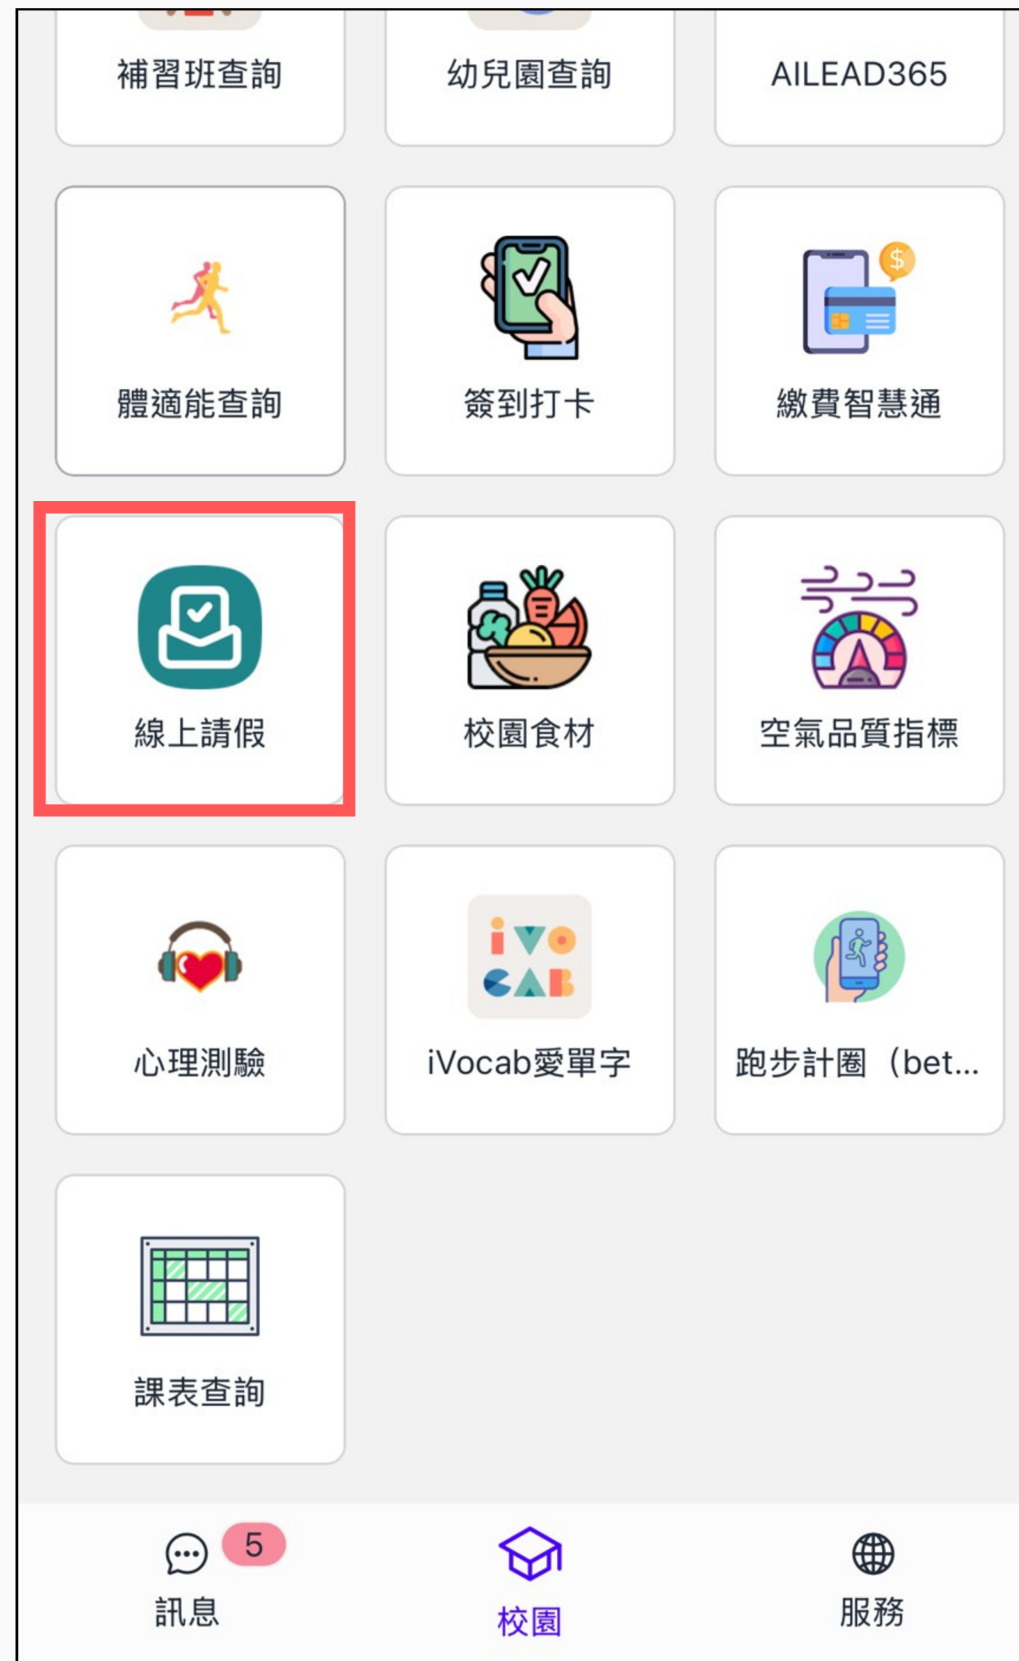 補習班查詢
幼兒園查詢
AILEAD365
$
體適能查詢
簽到打卡
繳費智慧通
線上請假
校園食材
空氣品質指標
iVO
CAB
心理測驗
iVocab愛單字
跑步計圈（bet...
課表查詢
5
訊息
校園
服務